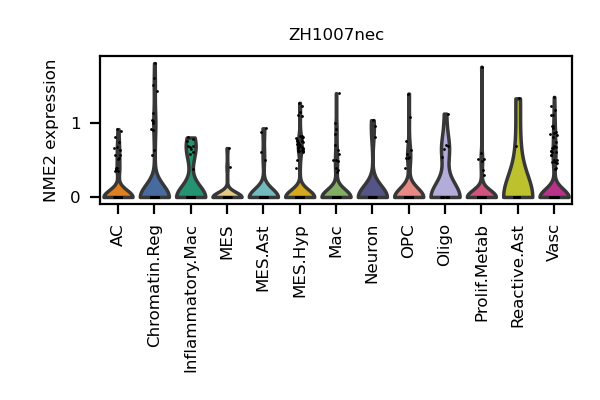 ZH1007nec
NME2 expression
1
0
AC
Chromatin.Reg
Inflammatory.Mac
MES
MES.Ast
MES.Hyp
Mac
Neuron
OPC
Oligo
Prolif.Metab
Reactive.Ast
Vasc